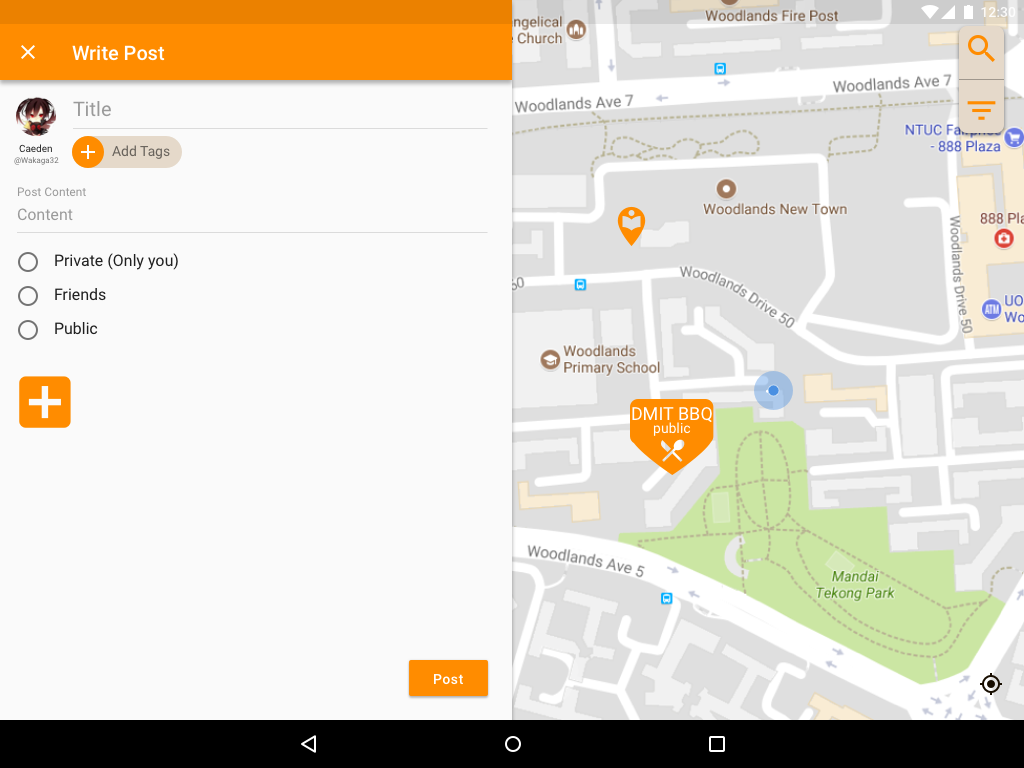 Write Post
Title
Caeden
@Wakaga32
Add Tags
Post Content
Content
Private (Only you)
Friends
Public
Post
12:30
Woodlands Fire Post
ngelical
Church
Woodlands Ave 7
Woodlands Ave 7
NTUC Fairprice
- 888 Plaza
Woodlands New Town
888 Pla
Woodlands Drive 50
50
Woodlands Drive 50
ATM
UO
Wo
Woodlands
Primary School
DMIT BBQ
public
Woodlands Ave 5
Mandai
Tekong Park